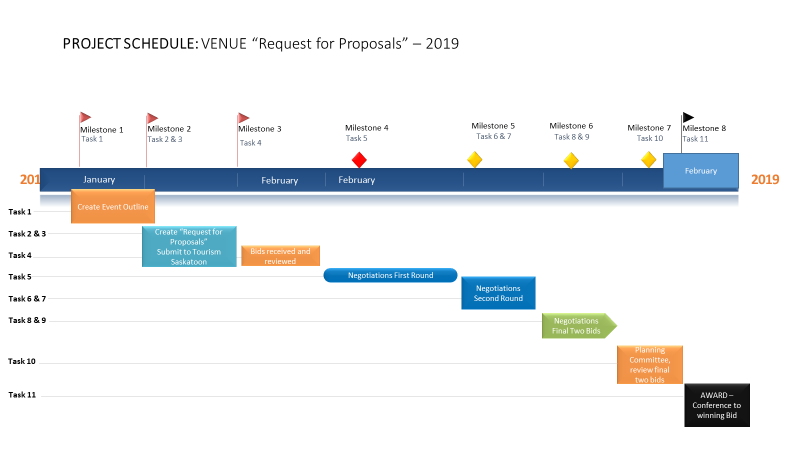 PROJECT SCHEDULE: VENUE “Request for Proposals” – 2019
Milestone 1
Task 1
Milestone 2
Task 2 & 3
Milestone 3
Task 4
Milestone 4
Task 5
Milestone 5
Task 6 & 7
Milestone 6
Task 8 & 9
Milestone 7
Task 10
Milestone 8
Task 11
201
January
February
February
February
2019
Task 1
Create Event Outline
Task 2 & 3
Create “Request for
Proposals”
Submit to Tourism
Saskatoon
Task 4
Bids received and
reviewed
Task 5
Negotiations First Round
Task 6 & 7
Negotiations
Second Round
Task 8 & 9
Negotiations
Final Two Bids
Task 10
Planning
Committee,
review final
two bids
Task 11
AWARD –
Conference to
winning Bid